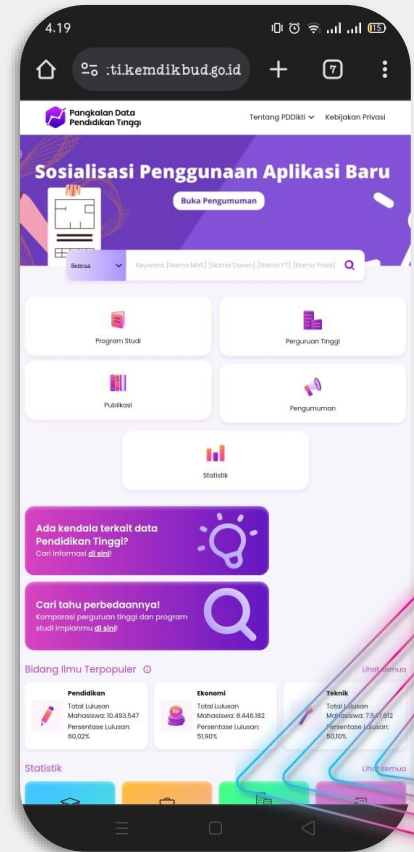 4.19
15
:ti.kemdikbud.go.id
7
Pangkalan Data
Pendidikan Tinggi
Tentang PDDikti
Kebijakan Privasi
Sosialisasi Penggunaan Aplikasi Baru
Buka Pengumuman
Semua
Keyword: [Nama MHS] [Nama Dosen] [Nama PT] [Nama Prodi]
Program Studi
Perguruan Tinggi
Publikasi
Pengumuman
Statistik
Ada kendala terkait data
Pendidikan Tinggi?
Cari informasi di sini!
Cari tahu perbedaannya!
Komparasi perguruan tinggi dan program
studi impianmu di sini!
Bidang Ilmu Terpopuler
Lihat semua
Pendidikan
Total Lulusan
Mahasiswa: 10.493.547
Persentase Lulusan:
60,02%
Ekonomi
Total Lulusan
Mahasiswa: 8.446.182
Persentase Lulusan:
51,90%
Teknik
Total Lulusan
Mahasiswa: 7.547.612
Persentase Lulusan:
50,10%
Statistik
Lihat semua